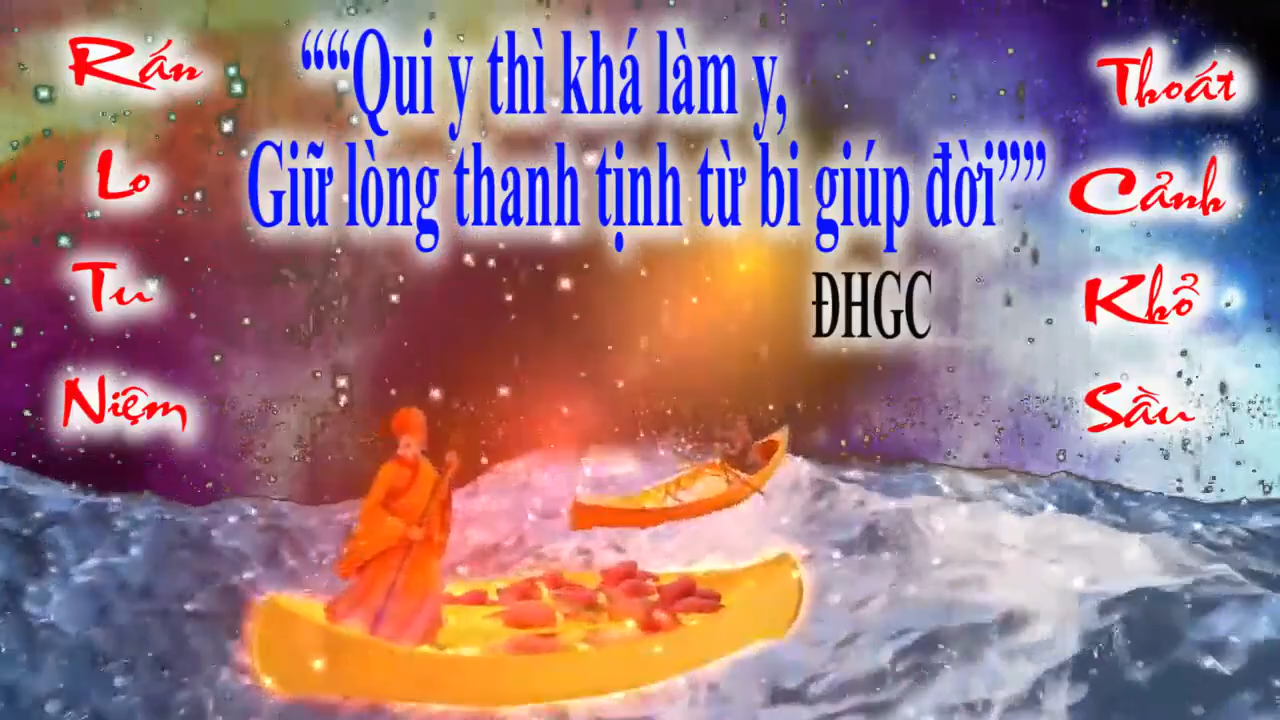 ““Qui y thì khá làm y,
Giữ lòng thanh tịnh từ bi giúp đời””
ĐHGC
Rán
Lo
Tu
Niệm
Thoát
Cảnh
Khổ
Sầu